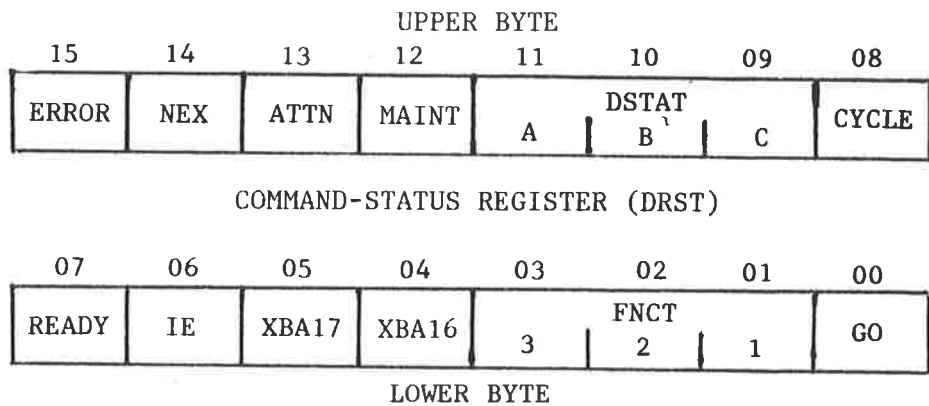 UPPER BYTE
15 14 13 12 11 10 09 08
ERROR NEX ATTN MAINT DSTAT CYCLE
A B C
COMMAND-STATUS REGISTER (DRST)
07 06 05 04 03 02 01 00
READY IE XBA17 XBA16 FNCT GO
3 2 1
LOWER BYTE